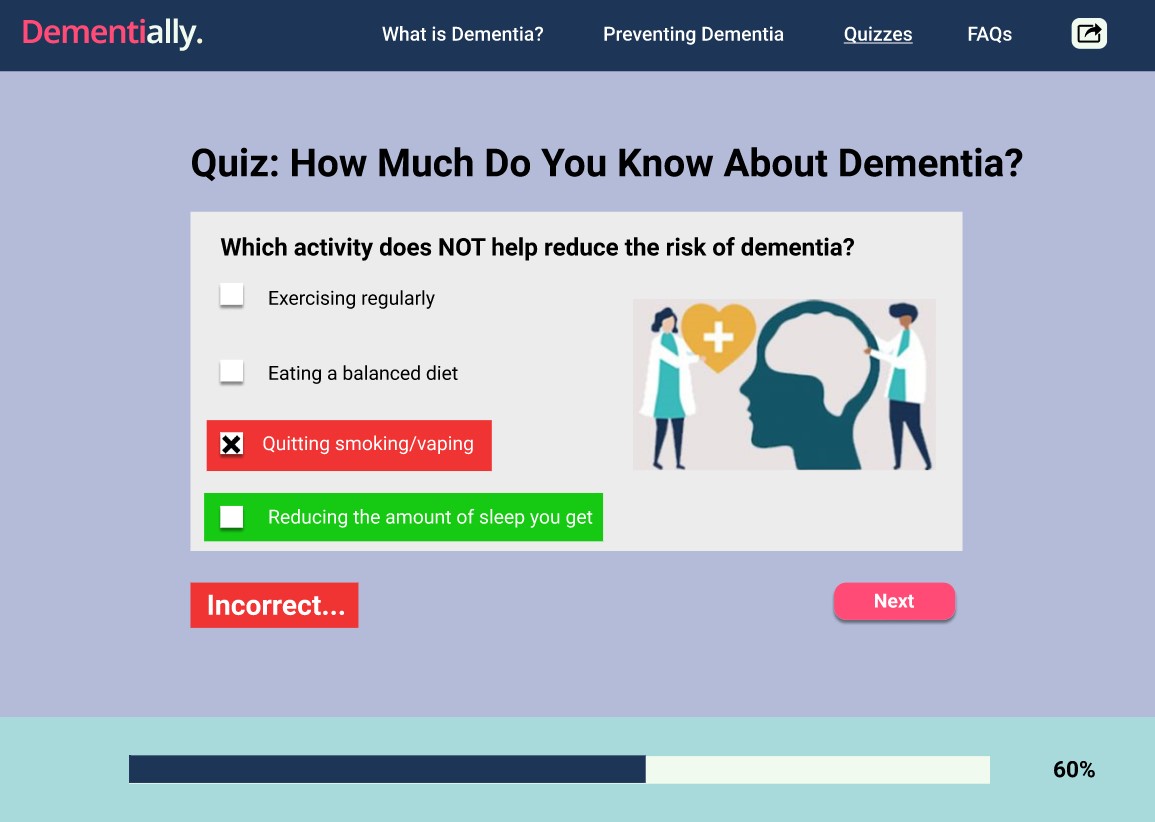 Dementially.
What is Dementia?
Preventing Dementia
Quizzes
FAQs
Quiz: How Much Do You Know About Dementia?
Which activity does NOT help reduce the risk of dementia?
Exercising regularly
Eating a balanced diet
Quitting smoking/vaping
Reducing the amount of sleep you get
Incorrect...
Next
60%